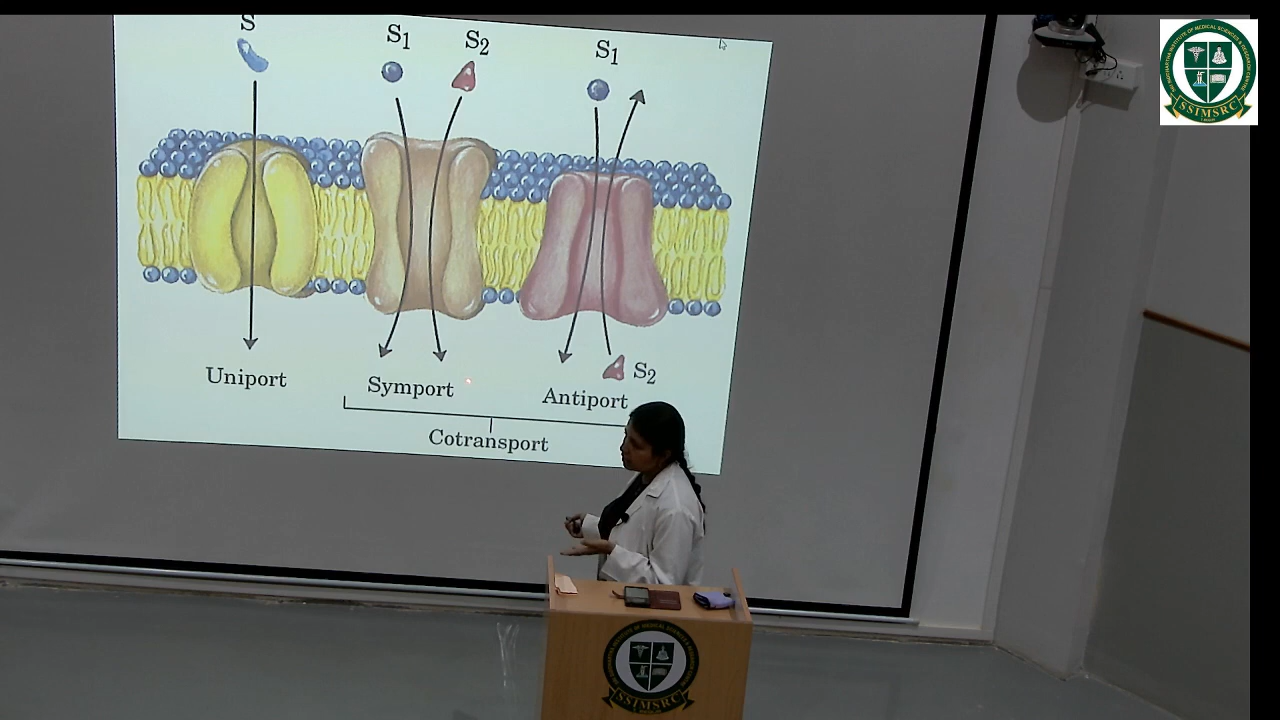 S
S1
S2
S1
Uniport
Symport
Antiport
S2
Cotransport
SSIMSRC
SSIMSRC